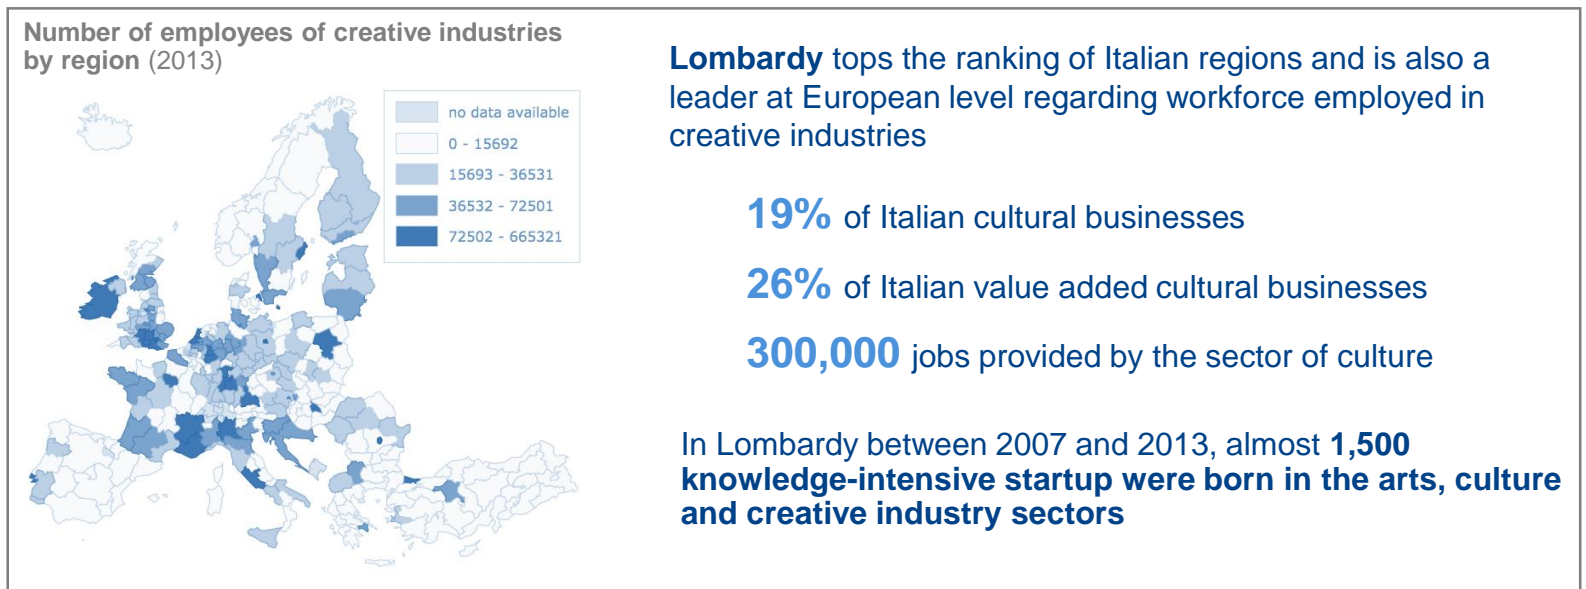 Number of employees of creative industries
by region (2013)
no data available
0 - 15692
15693 - 36531
36532 - 72501
72502 - 665321
Lombardy tops the ranking of Italian regions and is also a
leader at European level regarding workforce employed in
creative industries
19% of Italian cultural businesses
26% of Italian value added cultural businesses
300,000 jobs provided by the sector of culture
In Lombardy between 2007 and 2013, almost 1,500
knowledge-intensive startup were born in the arts, culture
and creative industry sectors